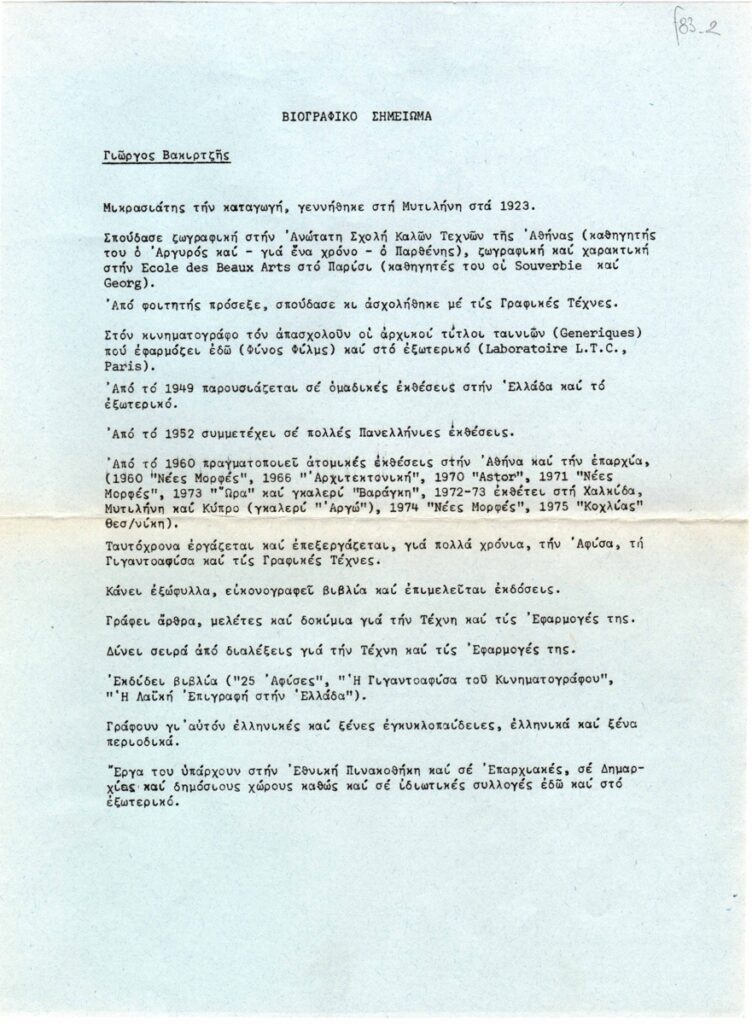 f83-2
ΒΙΟΓΡΑΦΙΚΟ ΣΗΜΕΙΩΜΑ
Γιῶργος Βακιρτζῆς
Μικρασιάτης τήν καταγωγή, γεννήθηκε στή Μυτιλήνη στά 1923.
Σπούδασε ζωγραφική στήν Ἀνώτατη Σχολή Καλῶν Τεχνῶν τῆς Ἀθήνας (καθηγητής
του ὁ Ἀργυρός καί - γιά ἕνα χρόνο - ὁ Παρθένης), ζωγραφική καί χαρακτική
στήν Ecole des Beaux Arts στό Παρίσι (καθηγητές του οἱ Souverbie καί
Georg).
Ἀπό φοιτητής πρόσεξε, σπούδασε κι ἀσχολήθηκε μέ τίς Γραφικές Τέχνες.
Στόν κινηματογράφο τόν ἀπασχολοῦν οἱ ἀρχικοί τίτλοι ταινιῶν (Generiques)
πού ἐφαρμόζει ἐδῶ (Φίνος Φίλμς) καί στό ἐξωτερικό (Laboratoire L.T.C.,
Paris).
Ἀπό τό 1949 παρουσιάζεται σέ ὁμαδικές ἐκθέσεις στήν Ἑλλάδα καί τό
ἐξωτερικό.
Ἀπό τό 1952 συμμετέχει σέ πολλές Πανελλήνιες ἐκθέσεις.
Ἀπό τό 1960 πραγματοποιεῖ ἀτομικές ἐκθέσεις στήν Ἀθήνα καί τήν ἐπαρχία,
(1960 "Νέες Μορφές", 1966 "Ἀρχιτεκτονική", 1970 "Astor", 1971 "Νέες
Μορφές", 1973 "Ὥρα" καί γκαλερύ "Βαράγκη", 1972-73 ἐκθέτει στή Χαλκίδα,
Μυτιλήνη καί Κύπρο (γκαλερύ "Ἀργώ"), 1974 "Νέες Μορφές", 1975 "Κοχλίας"
Θεσ/νίκη).
Ταυτόχρονα ἐργάζεται καί ἐπεξεργάζεται, γιά πολλά χρόνια, τήν Ἀφίσα, τή
Γιγαντοαφίσα καί τίς Γραφικές Τέχνες.
Κάνει ἐξώφυλλα, εἰκονογραφεῖ βιβλία καί ἐπιμελεῖται ἐκδόσεις.
Γράφει ἄρθρα, μελέτες καί δοκίμια γιά τήν Τέχνη καί τίς Ἐφαρμογές της.
Δίνει σειρά ἀπό διαλέξεις γιά τήν Τέχνη καί τίς Ἐφαρμογές της.
Ἐκδίδει βιβλία ("25 Ἀφίσες", "Ἡ Γιγαντοαφίσα τοῦ Κινηματογράφου",
"Ἡ Λαϊκή Ἐπιγραφή στήν Ἑλλάδα").
Γράφουν γι'αὐτόν ἑλληνικές καί ξένες ἐγκυκλοπαίδειες, ἑλληνικά καί ξένα
περιοδικά.
Ἔργα του ὑπάρχουν στήν Ἐθνική Πινακοθήκη καί σέ Ἐπαρχιακές, σέ Δημαρ-
χίες καί δημόσιους χώρους καθώς καί σέ ἰδιωτικές συλλογές ἐδῶ καί στό
ἐξωτερικό.